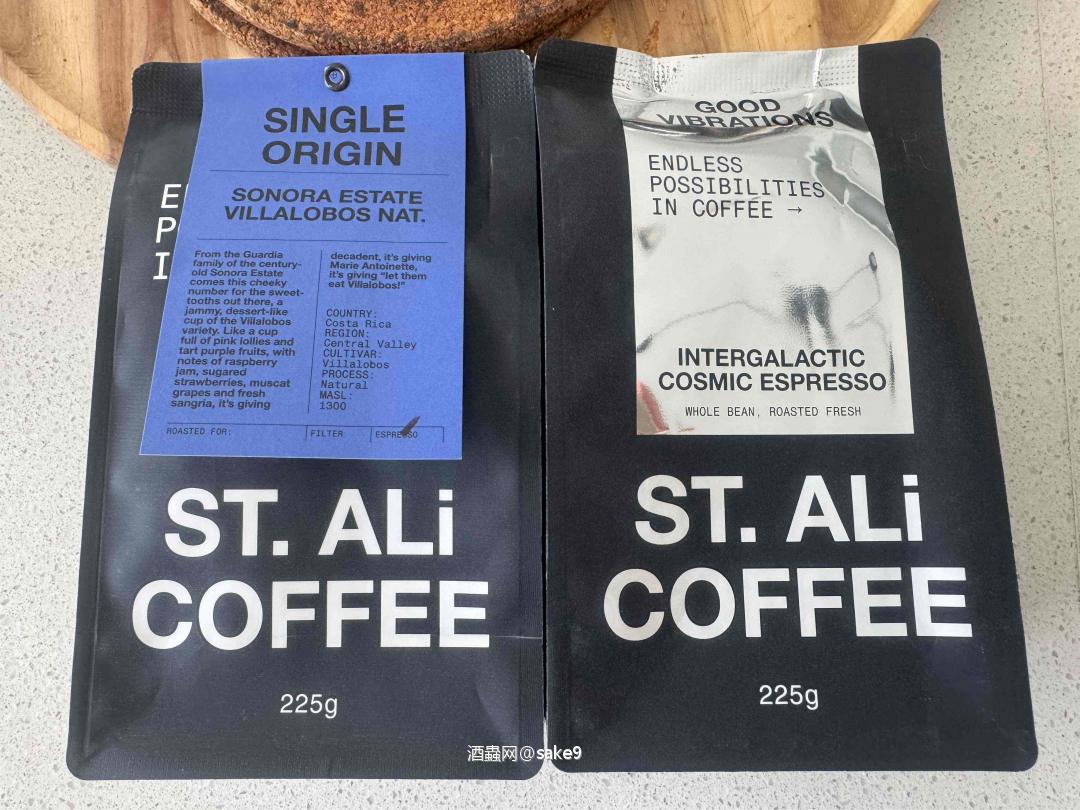 SINGLE
ORIGIN
SONORA ESTATE
VILLALOBOS NAT.
From the Guardia
family of the century-
old Sonora Estate
comes this cheeky
number for the sweet-
tooths out there, a
jammy, dessert-like
cup of the Villalobos
variety. Like a cup
full of pink lollies and
tart purple fruits, with
notes of raspberry
jam, sugared
strawberries, muscat
grapes and fresh
sangria, it's giving
decadent, it's giving
Marie Antoinette,
it's giving "let them
eat Villalobos!"
COUNTRY:
Costa Rica
REGION:
Central Valley
CULTIVAR:
Villalobos
PROCESS:
Natural
MASL:
1300
ROASTED FOR:
FILTER
ESPRESSO
E
P
I
ST. ALi
COFFEE
225g
GOOD
VIBRATIONS
ENDLESS
POSSIBILITIES
IN COFFEE →
INTERGALACTIC
COSMIC ESPRESSO
WHOLE BEAN, ROASTED FRESH
ST. ALi
COFFEE
225g
酒蟲网@sake9